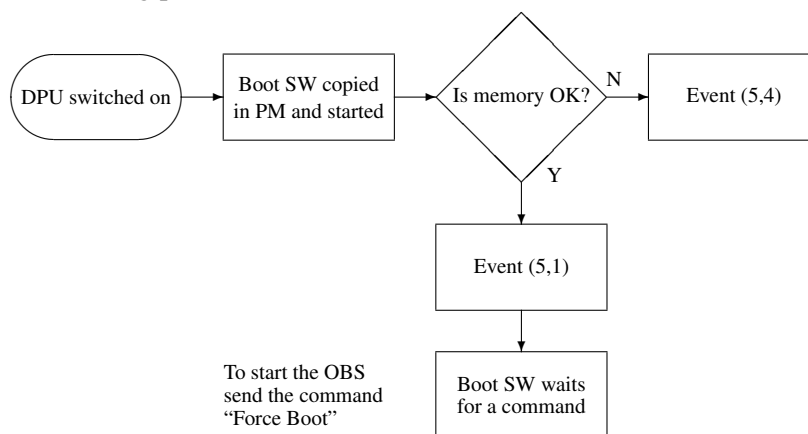 DPU switched on
Boot SW copied
in PM and started
Is memory OK?
N
Event (5,4)
Y
Event (5,1)
To start the OBS
send the command
“Force Boot”
Boot SW waits
for a command